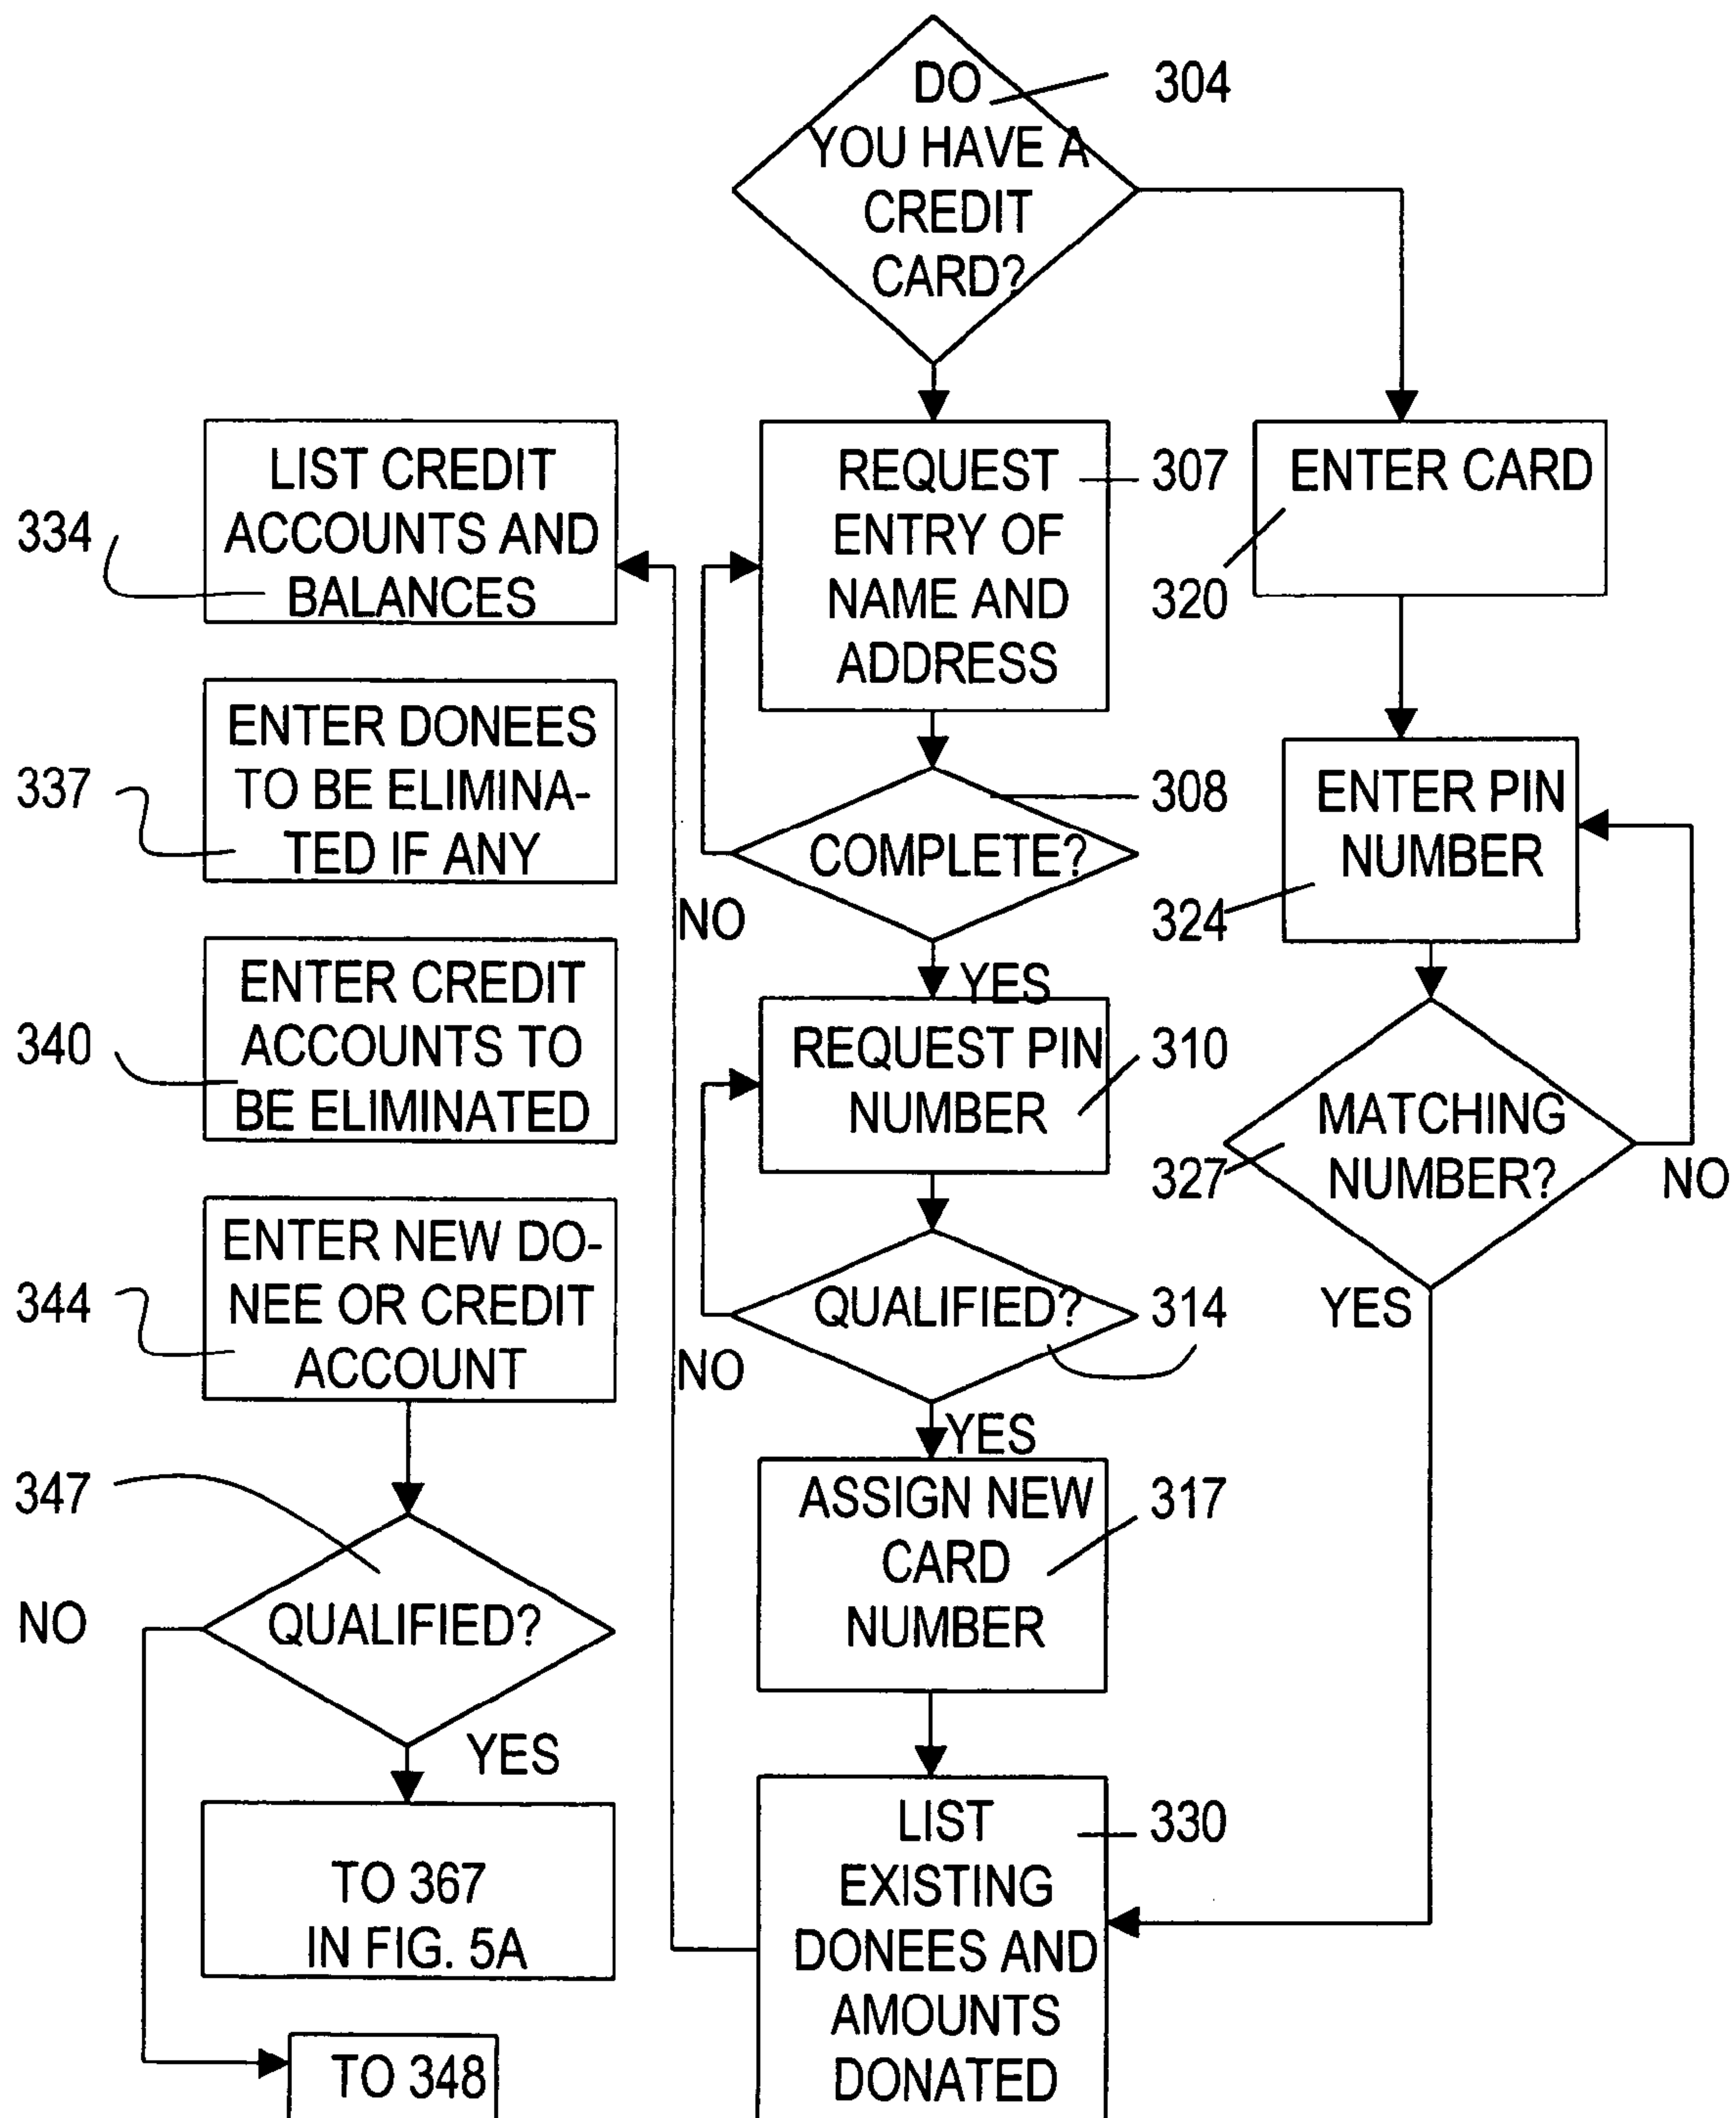 DO
YOU HAVE A
CREDIT
CARD?
304
LIST CREDIT
ACCOUNTS AND
BALANCES
334
REQUEST
ENTRY OF
NAME AND
ADDRESS
307
ENTER CARD
320
ENTER DONEES
TO BE ELIMINA-
TED IF ANY
337
COMPLETE?
308
NO
YES
ENTER PIN
NUMBER
324
ENTER CREDIT
ACCOUNTS TO
BE ELIMINATED
340
REQUEST PIN
NUMBER
310
MATCHING
NUMBER?
327
NO
YES
ENTER NEW DO-
NEE OR CREDIT
ACCOUNT
344
QUALIFIED?
314
NO
YES
347
QUALIFIED?
NO
YES
ASSIGN NEW
CARD
NUMBER
317
TO 367
IN FIG. 5A
TO 348
LIST
EXISTING
DONEES AND
AMOUNTS
DONATED
330